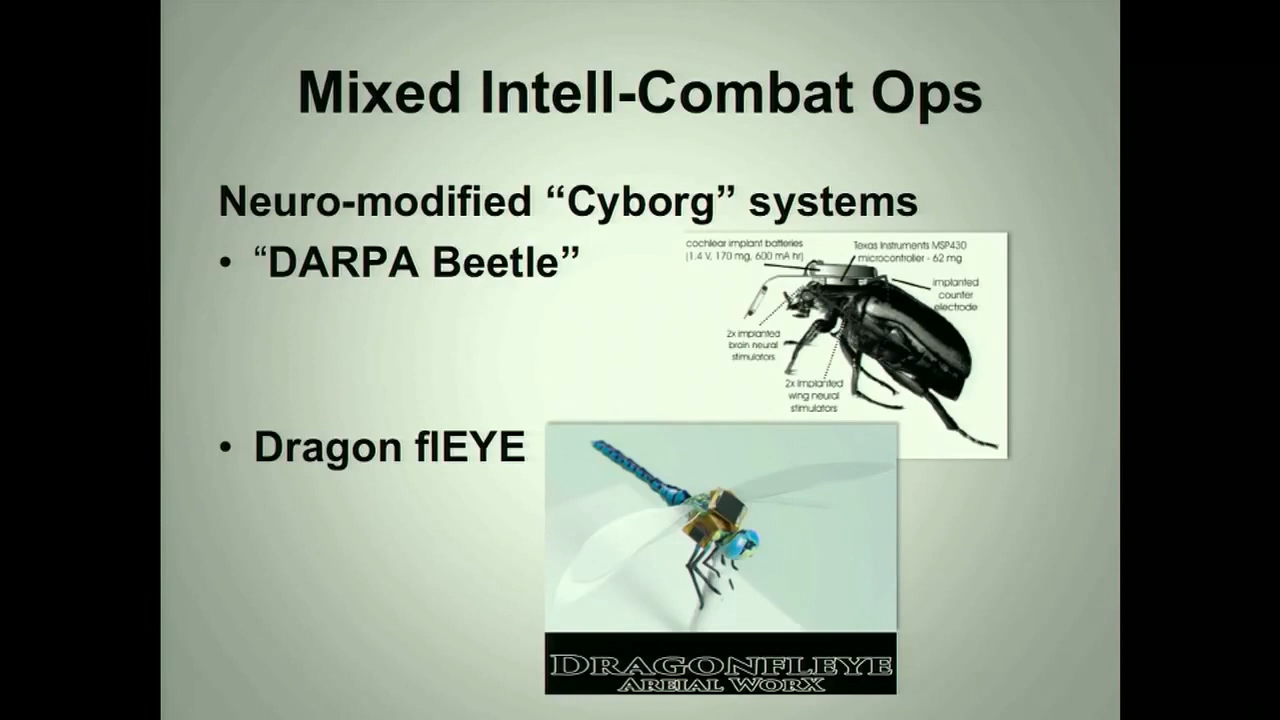 Mixed Intell-Combat Ops
Neuro-modified “Cyborg” systems
• “DARPA Beetle”
cochlear implant batteries
(1.4 V, 170 mg, 600 mA hr)
Texas Instruments MSP430
microcontroller - 62 mg
implanted
counter
electrode
2x implanted
brain neural
stimulators
2x implanted
wing neural
stimulators
• Dragon flEYE
DRAGONFLEYE
AREIAL WORX